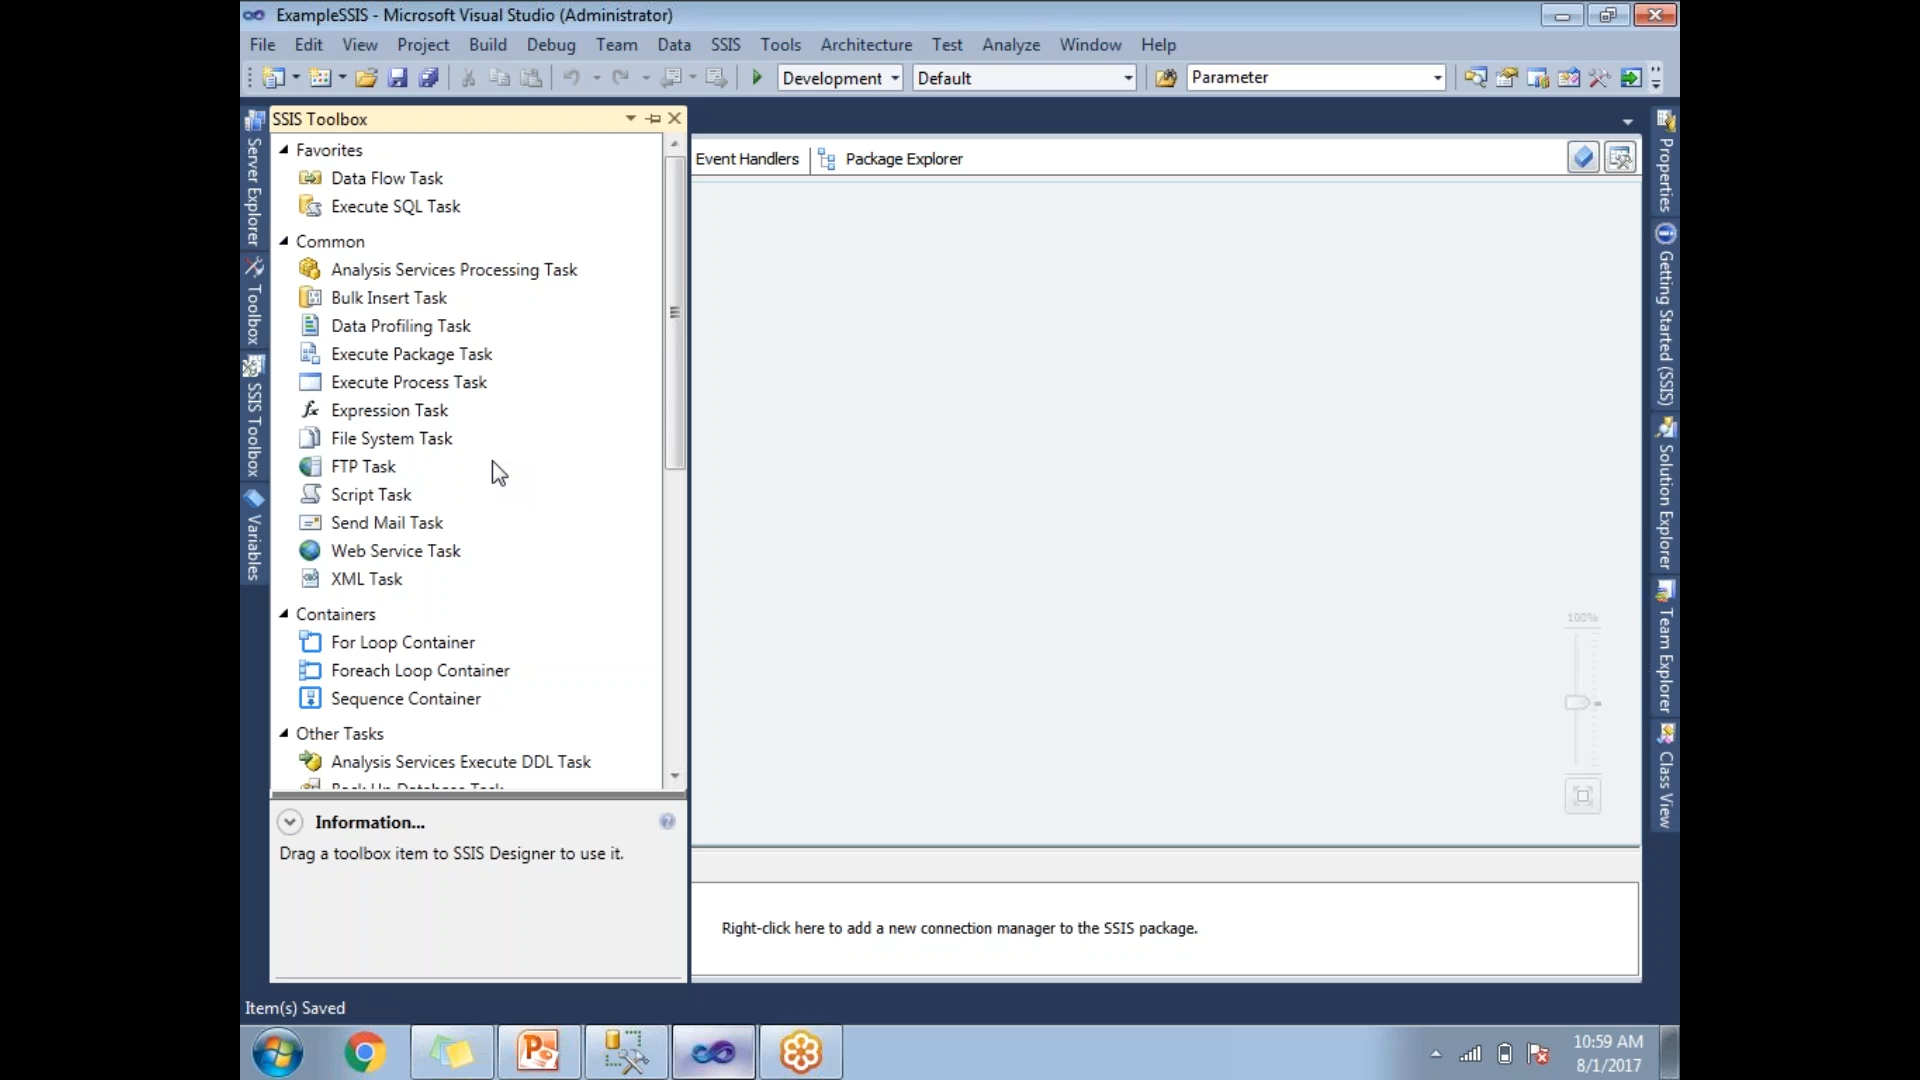 ExampleSSIS - Microsoft Visual Studio (Administrator)
File Edit View Project Build Debug Team Data SSIS Tools Architecture Test Analyze Window Help
Development Default Parameter
SSIS Toolbox
Favorites
Data Flow Task
Execute SQL Task
Common
Analysis Services Processing Task
Bulk Insert Task
Data Profiling Task
Execute Package Task
Execute Process Task
Expression Task
File System Task
FTP Task
Script Task
Send Mail Task
Web Service Task
XML Task
Containers
For Loop Container
Foreach Loop Container
Sequence Container
Other Tasks
Analysis Services Execute DDL Task
Back Up Database Task
Information...
Drag a toolbox item to SSIS Designer to use it.
Server Explorer
Toolbox
SSIS Toolbox
Variables
Event Handlers Package Explorer
100%
Right-click here to add a new connection manager to the SSIS package.
Properties
Getting Started (SSIS)
Solution Explorer
Team Explorer
Class View
Item(s) Saved
10:59 AM
8/1/2017